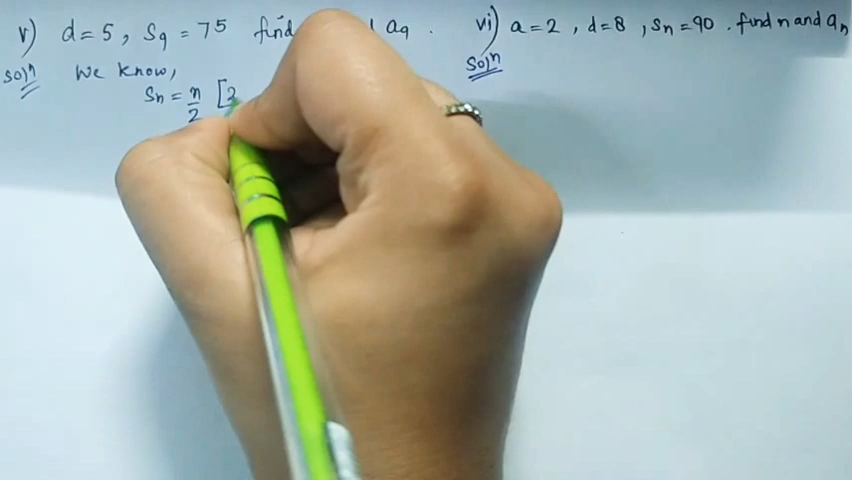 v) d = 5 , S₉ = 75 find a₉ .
Solⁿ We know,
Sn = n/2 [2
vi) a = 2 , d = 8 , Sn = 90 . find n and an
Solⁿ